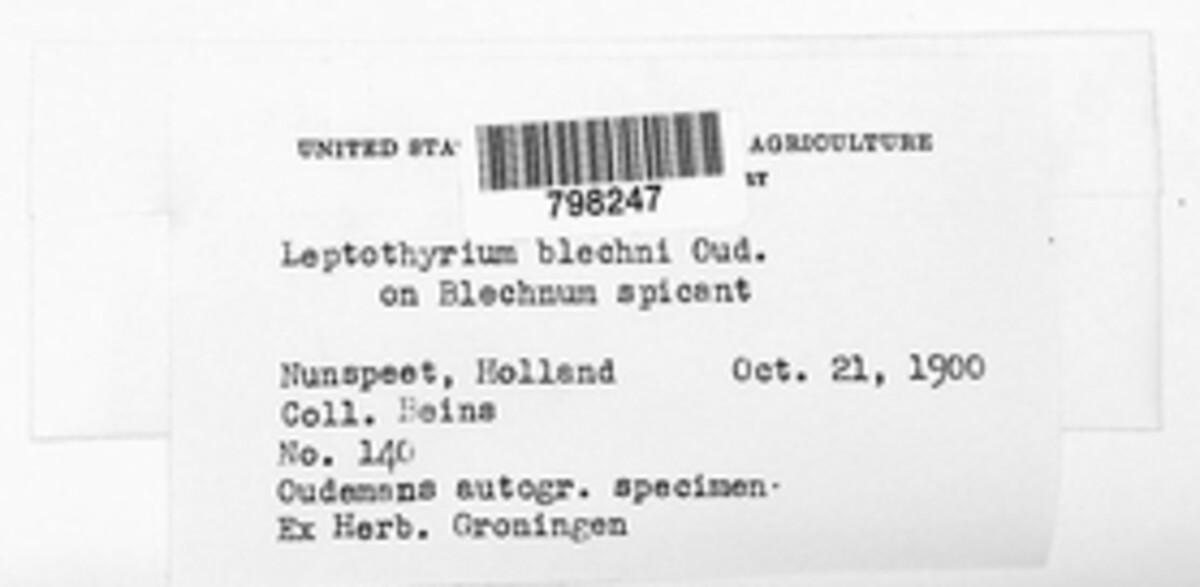 UNITED STA AGRICULTURE
798247
Leptothyrium blechni Oud.
on Blechnum spicant
Nunspeet, Holland Oct. 21, 1900
Coll. Beins
No. 140
Oudemans autogr. specimen.
Ex Herb. Groningen